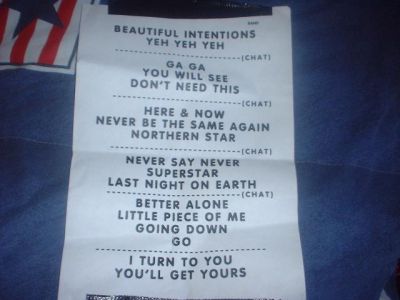 BAND
BEAUTIFUL INTENTIONS
YEH YEH YEH
(CHAT)
GA GA
YOU WILL SEE
DON'T NEED THIS
(CHAT)
HERE & NOW
NEVER BE THE SAME AGAIN
NORTHERN STAR
(CHAT)
NEVER SAY NEVER
SUPERSTAR
LAST NIGHT ON EARTH
(CHAT)
BETTER ALONE
LITTLE PIECE OF ME
GOING DOWN
GO
I TURN TO YOU
YOU'LL GET YOURS